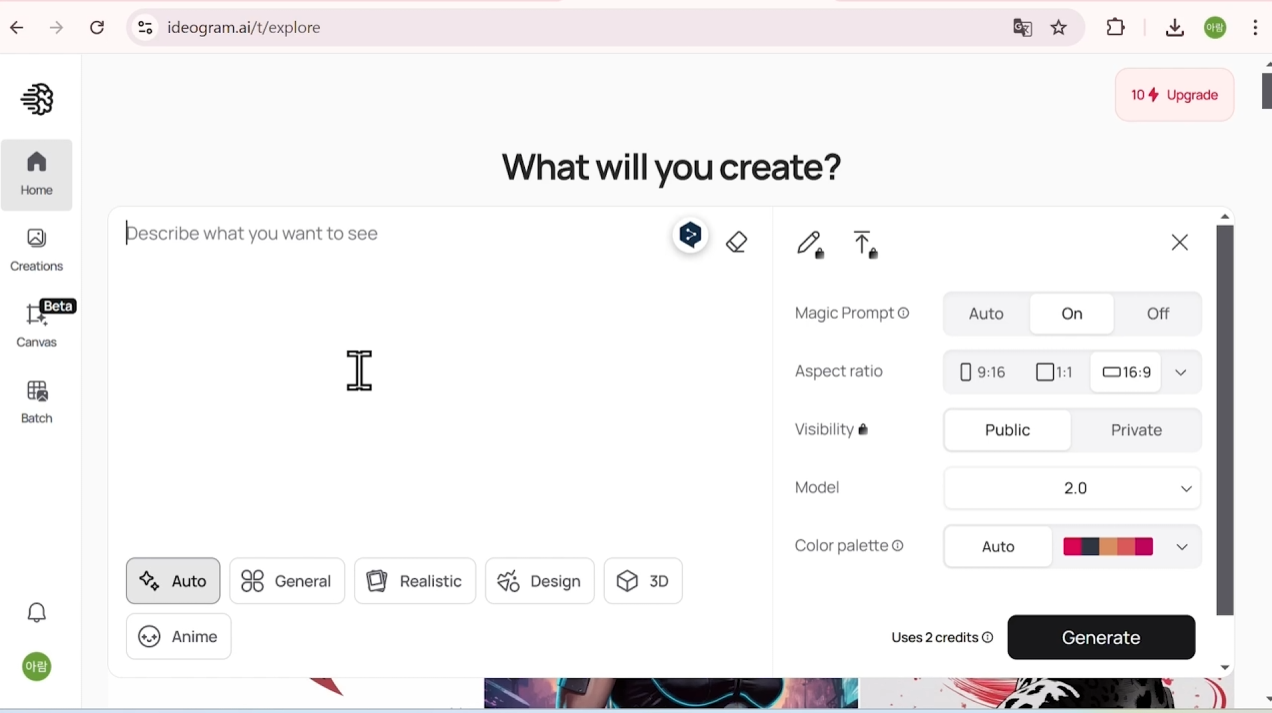 ideogram.ai/t/explore
아람
10 Upgrade
Home
Creations
Beta
Canvas
Batch
아람
What will you create?
Describe what you want to see
Auto
General
Realistic
Design
3D
Anime
Magic Prompt
Auto
On
Off
Aspect ratio
9:16
1:1
16:9
Visibility
Public
Private
Model
2.0
Color palette
Auto
Uses 2 credits
Generate